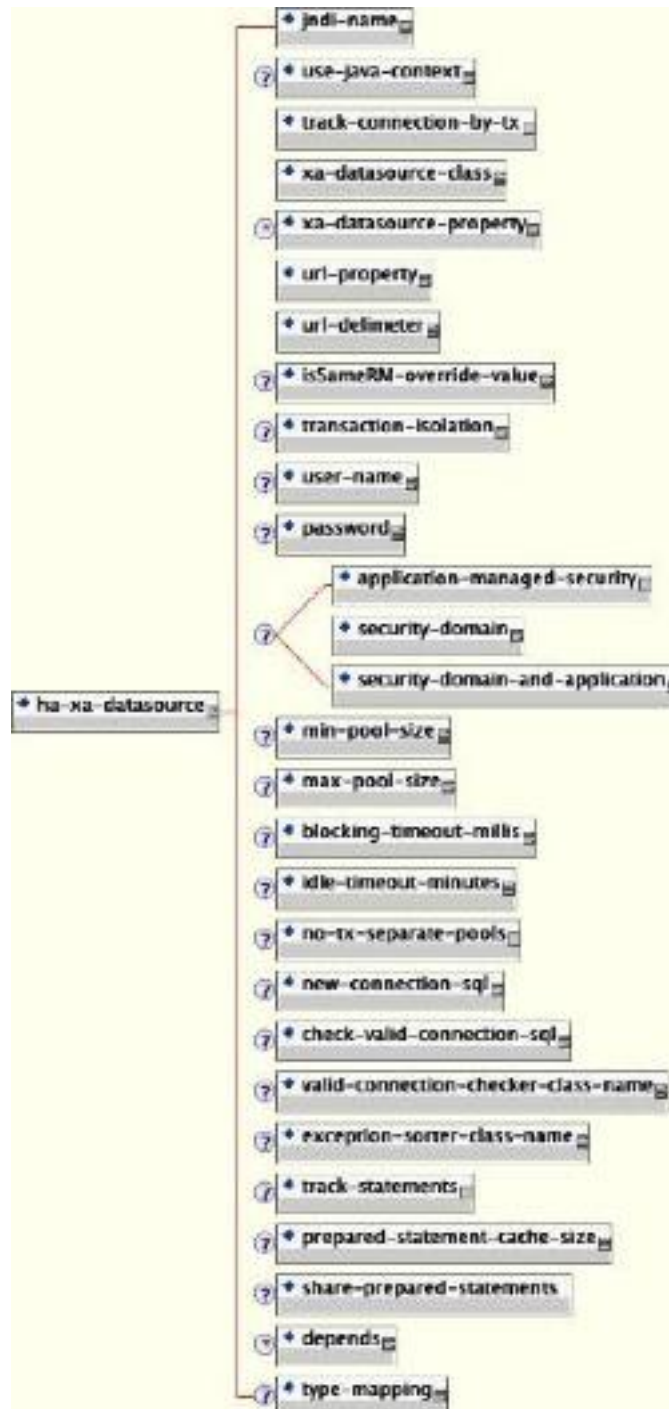 jndi-name
use-java-context
track-connection-by-tx
xa-datasource-class
xa-datasource-property
url-property
url-delimeter
isSameRM-override-value
transaction-isolation
user-name
password
application-managed-security
security-domain
security-domain-and-application
ha-xa-datasource
min-pool-size
max-pool-size
blocking-timeout-millis
idle-timeout-minutes
no-tx-separate-pools
new-connection-sql
check-valid-connection-sql
valid-connection-checker-class-name
exception-sorter-class-name
track-statements
prepared-statement-cache-size
share-prepared-statements
depends
type-mapping